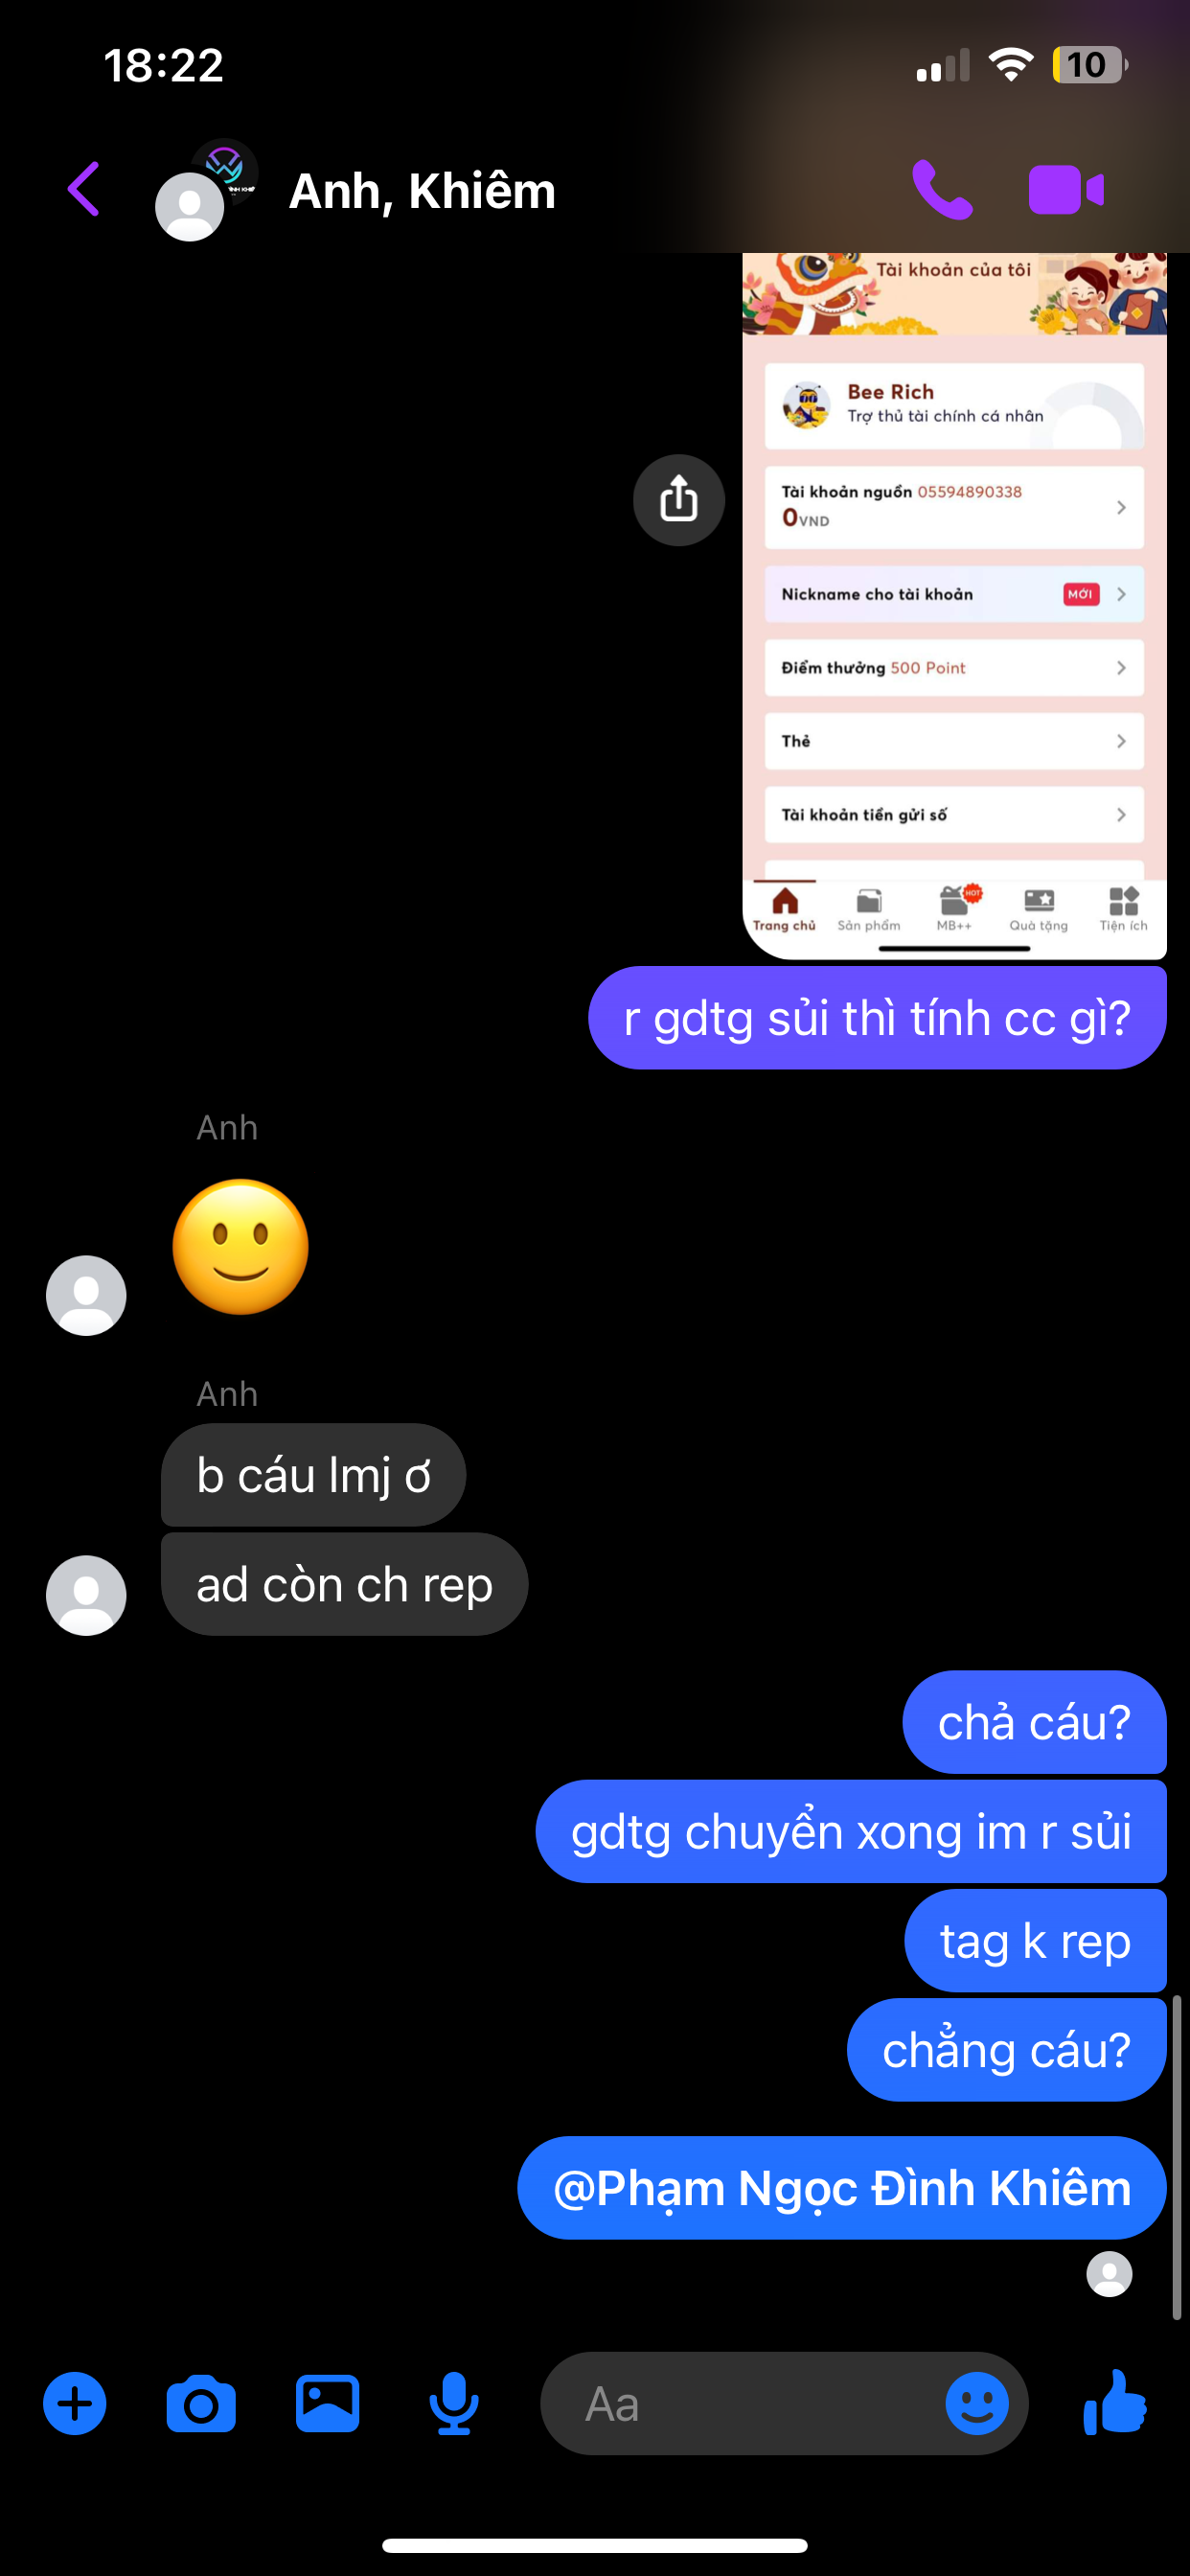 18:22
10
Anh, Khiêm
Tài khoản của tôi
Bee Rich
Trợ thủ tài chính cá nhân
Tài khoản nguồn 05594890338
0VND
Nickname cho tài khoản MỚI
Điểm thưởng 500 Point
Thẻ
Tài khoản tiền gửi số
HOT
Trang chủ Sản phẩm MB++ Quà tặng Tiện ích
r gdtg sủi thì tính cc gì?
Anh
Anh
b cáu lmj ơ
ad còn ch rep
chả cáu?
gdtg chuyển xong im r sủi
tag k rep
chẳng cáu?
@Phạm Ngọc Đình Khiêm
Aa